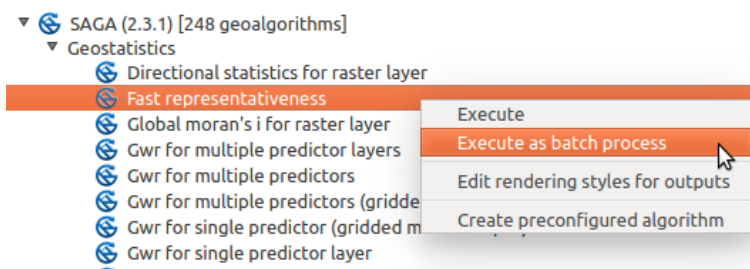 SAGA (2.3.1) [248 geoalgorithms]
Geostatistics
Directional statistics for raster layer
Fast representativeness
Global moran's i for raster layer
Gwr for multiple predictor layers
Gwr for multiple predictors
Gwr for multiple predictors (gridde
Gwr for single predictor (gridded m
Gwr for single predictor layer
Execute
Execute as batch process
Edit rendering styles for outputs
Create preconfigured algorithm